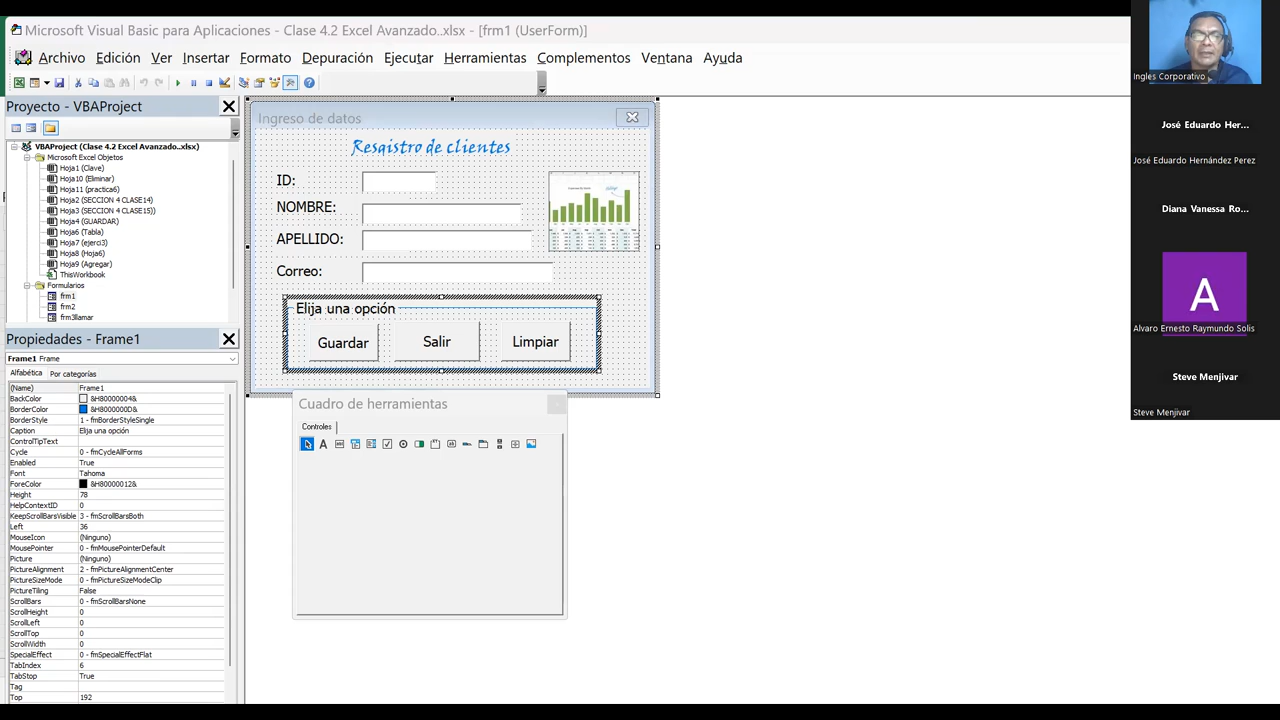 Microsoft Visual Basic para Aplicaciones - Clase 4.2 Excel Avanzado..xlsx - [frm1 (UserForm)]
Archivo Edición Ver Insertar Formato Depuración Ejecutar Herramientas Complementos Ventana Ayuda
Proyecto - VBAProject
VBAProject (Clase 4.2 Excel Avanzado..xlsx)
Microsoft Excel Objetos
Hoja1 (Clave)
Hoja10 (Eliminar)
Hoja11 (practica6)
Hoja2 (SECCION 4 CLASE14)
Hoja3 (SECCION 4 CLASE15))
Hoja4 (GUARDAR)
Hoja6 (Tabla)
Hoja7 (ejerci3)
Hoja8 (Hoja6)
Hoja9 (Agregar)
ThisWorkbook
Formularios
frm1
frm2
frm3llamar
Propiedades - Frame1
Frame1 Frame
Alfabética Por categorías
(Name) Frame1
BackColor &H80000004&
BorderColor &H8000000D&
BorderStyle 1 - fmBorderStyleSingle
Caption Elija una opción
ControlTipText
Cycle 0 - fmCycleAllForms
Enabled True
Font Tahoma
ForeColor &H80000012&
Height 78
HelpContextID 0
KeepScrollBarsVisible 3 - fmScrollBarsBoth
Left 36
MouseIcon (Ninguno)
MousePointer 0 - fmMousePointerDefault
Picture (Ninguno)
PictureAlignment 2 - fmPictureAlignmentCenter
PictureSizeMode 0 - fmPictureSizeModeClip
PictureTiling False
ScrollBars 0 - fmScrollBarsNone
ScrollHeight 0
ScrollLeft 0
ScrollTop 0
ScrollWidth 0
SpecialEffect 0 - fmSpecialEffectFlat
TabIndex 6
TabStop True
Tag
Top 192
Ingreso de datos
Resgistro de clientes
ID:
NOMBRE:
APELLIDO:
Correo:
Elija una opción
Guardar Salir Limpiar
Cuadro de herramientas
Controles
Ingles Corporativo
José Eduardo Her...
José Eduardo Hernández Perez
Diana Vanessa Ro...
A
Alvaro Ernesto Raymundo Solis
Steve Menjivar
Steve Menjivar